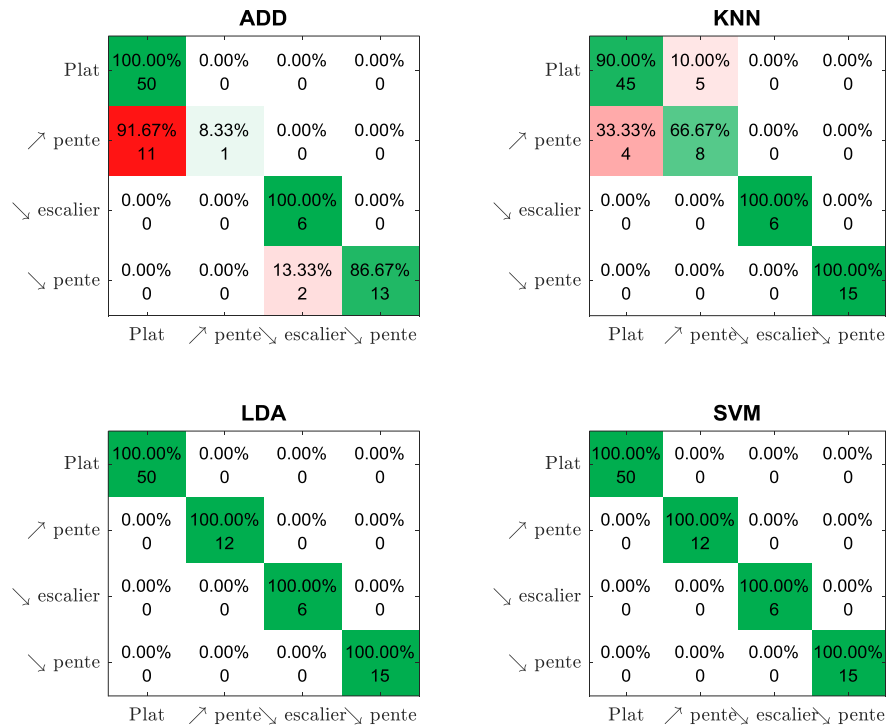 ADD
Plat 100.00% 0.00% 0.00% 0.00%
50 0 0 0
↗ pente 91.67% 8.33% 0.00% 0.00%
11 1 0 0
↘ escalier 0.00% 0.00% 100.00% 0.00%
0 0 6 0
↘ pente 0.00% 0.00% 13.33% 86.67%
0 0 2 13
Plat ↗ pente ↘ escalier ↘ pente
KNN
Plat 90.00% 10.00% 0.00% 0.00%
45 5 0 0
↗ pente 33.33% 66.67% 0.00% 0.00%
4 8 0 0
↘ escalier 0.00% 0.00% 100.00% 0.00%
0 0 6 0
↘ pente 0.00% 0.00% 0.00% 100.00%
0 0 0 15
Plat ↗ pente ↘ escalier ↘ pente
LDA
Plat 100.00% 0.00% 0.00% 0.00%
50 0 0 0
↗ pente 0.00% 100.00% 0.00% 0.00%
0 12 0 0
↘ escalier 0.00% 0.00% 100.00% 0.00%
0 0 6 0
↘ pente 0.00% 0.00% 0.00% 100.00%
0 0 0 15
Plat ↗ pente ↘ escalier ↘ pente
SVM
Plat 100.00% 0.00% 0.00% 0.00%
50 0 0 0
↗ pente 0.00% 100.00% 0.00% 0.00%
0 12 0 0
↘ escalier 0.00% 0.00% 100.00% 0.00%
0 0 6 0
↘ pente 0.00% 0.00% 0.00% 100.00%
0 0 0 15
Plat ↗ pente ↘ escalier ↘ pente